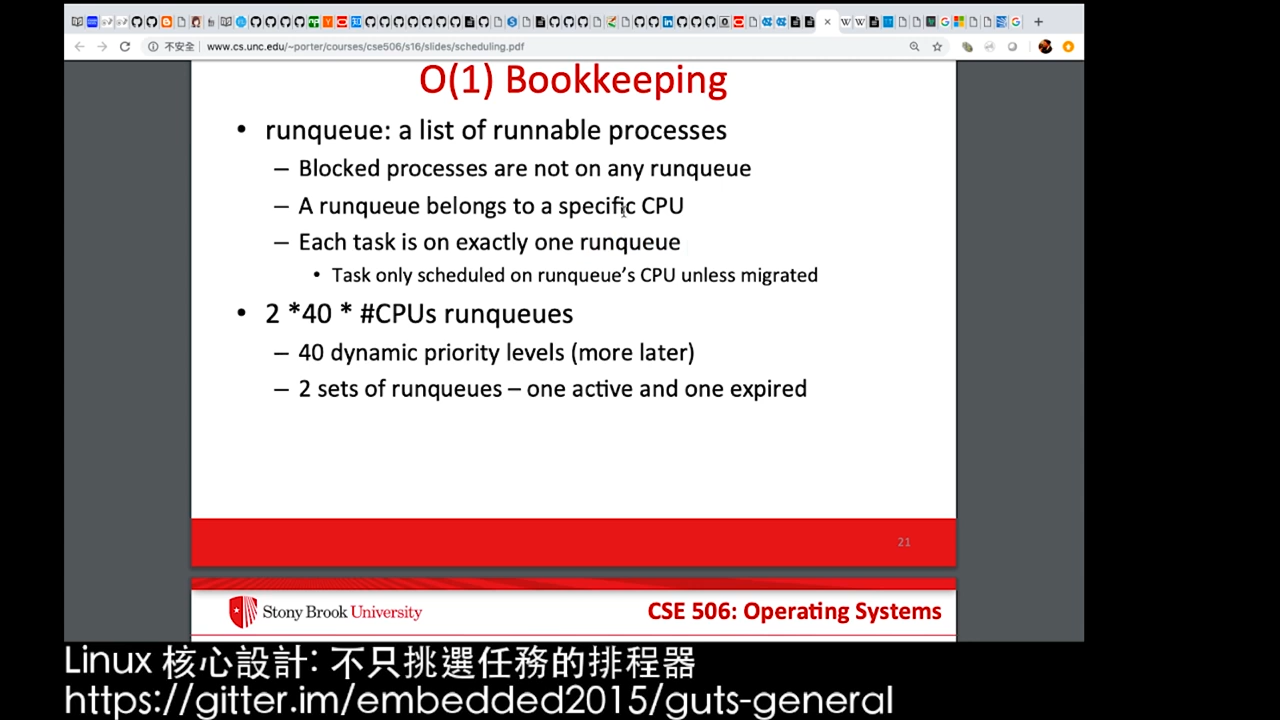 不安全 www.cs.unc.edu/~porter/courses/cse506/s16/slides/scheduling.pdf
O(1) Bookkeeping
• runqueue: a list of runnable processes
– Blocked processes are not on any runqueue
– A runqueue belongs to a specific CPU
– Each task is on exactly one runqueue
• Task only scheduled on runqueue's CPU unless migrated
• 2 *40 * #CPUs runqueues
– 40 dynamic priority levels (more later)
– 2 sets of runqueues – one active and one expired
21
Stony Brook University CSE 506: Operating Systems
Linux 核心設計: 不只挑選任務的排程器
https://gitter.im/embedded2015/guts-general